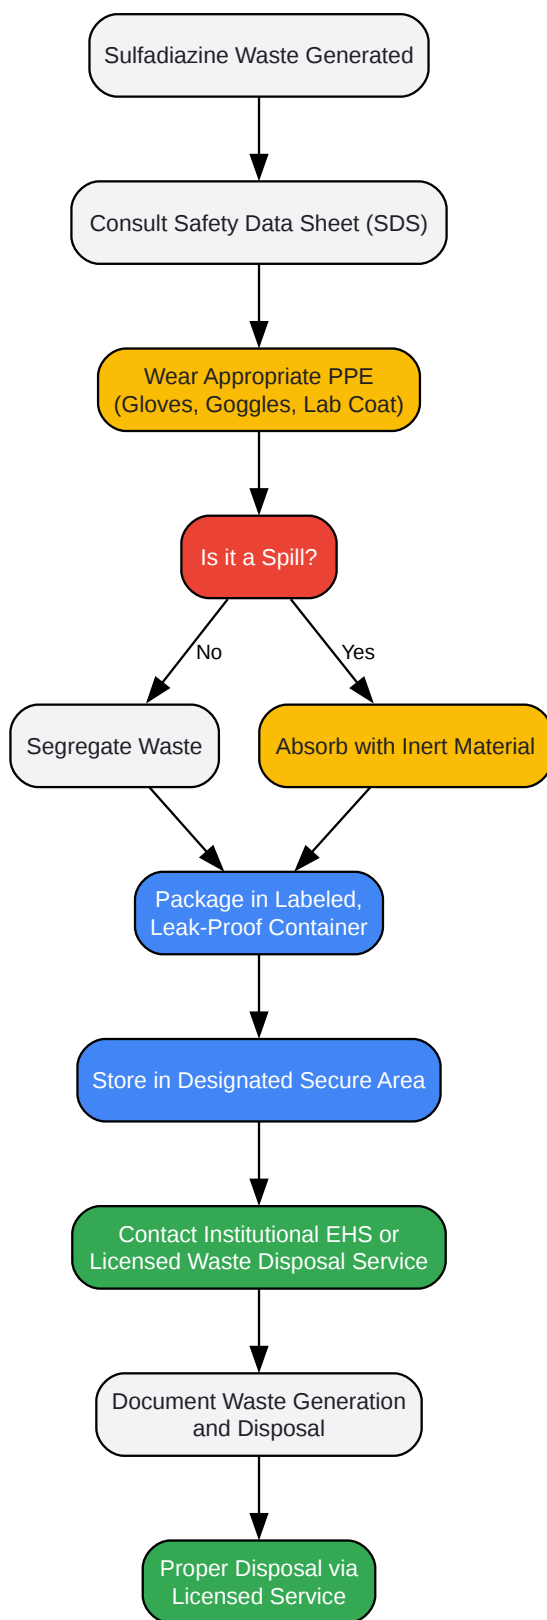 Sulfadiazine Waste Generated
Consult Safety Data Sheet (SDS)
Wear Appropriate PPE
(Gloves, Goggles, Lab Coat)
Is it a Spill?
No
Yes
Segregate Waste
Absorb with Inert Material
Package in Labeled,
Leak-Proof Container
Store in Designated Secure Area
Contact Institutional EHS or
Licensed Waste Disposal Service
Document Waste Generation
and Disposal
Proper Disposal via
Licensed Service